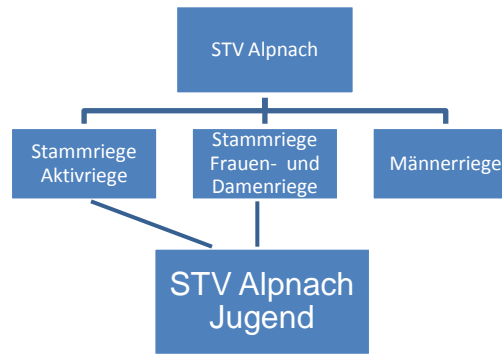 STV Alpnach
Stammriege
Aktivriege
Stammriege
Frauen- und
Damenriege
Männerriege
STV Alpnach
Jugend